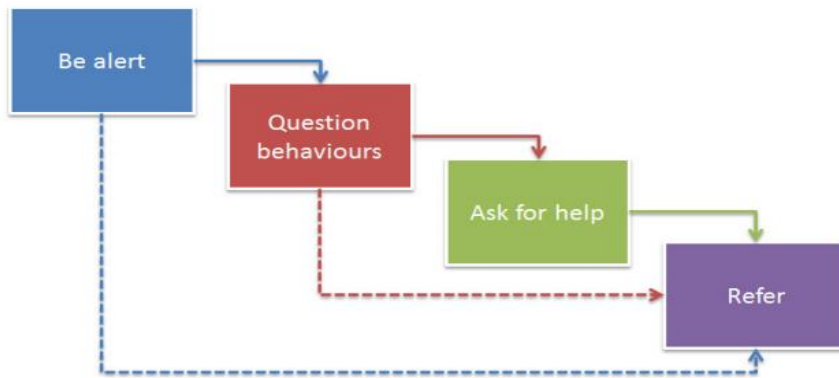 Be alert
Question
behaviours
Ask for help
Refer